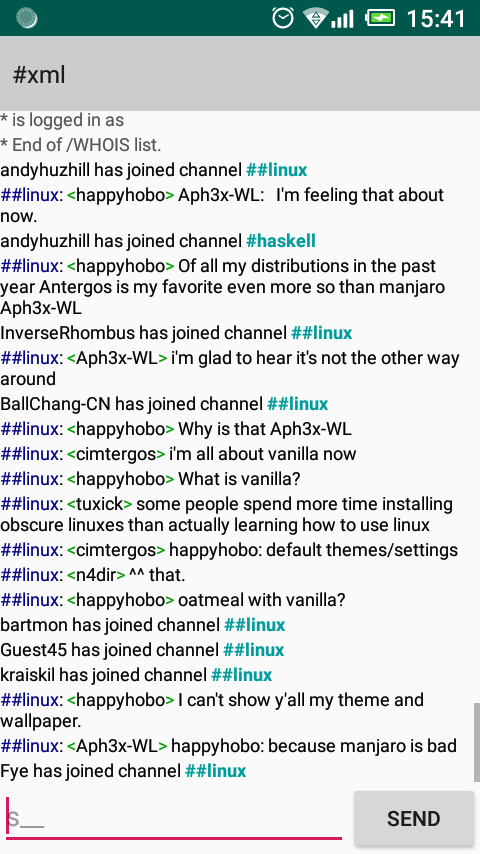 15:41
#xml
* is logged in as
* End of /WHOIS list.
andyhuzhill has joined channel ##linux
##linux: <happyhobo> Aph3x-WL:   I'm feeling that about
now.
andyhuzhill has joined channel #haskell
##linux: <happyhobo> Of all my distributions in the past
year Antergos is my favorite even more so than manjaro
Aph3x-WL
InverseRhombus has joined channel ##linux
##linux: <Aph3x-WL> i'm glad to hear it's not the other way
around
BallChang-CN has joined channel ##linux
##linux: <happyhobo> Why is that Aph3x-WL
##linux: <cimtergos> i'm all about vanilla now
##linux: <happyhobo> What is vanilla?
##linux: <tuxick> some people spend more time installing
obscure linuxes than actually learning how to use linux
##linux: <cimtergos> happyhobo: default themes/settings
##linux: <n4dir> ^^ that.
##linux: <happyhobo> oatmeal with vanilla?
bartmon has joined channel ##linux
Guest45 has joined channel ##linux
kraiskil has joined channel ##linux
##linux: <happyhobo> I can't show y'all my theme and
wallpaper.
##linux: <Aph3x-WL> happyhobo: because manjaro is bad
Fye has joined channel ##linux
s__ SEND